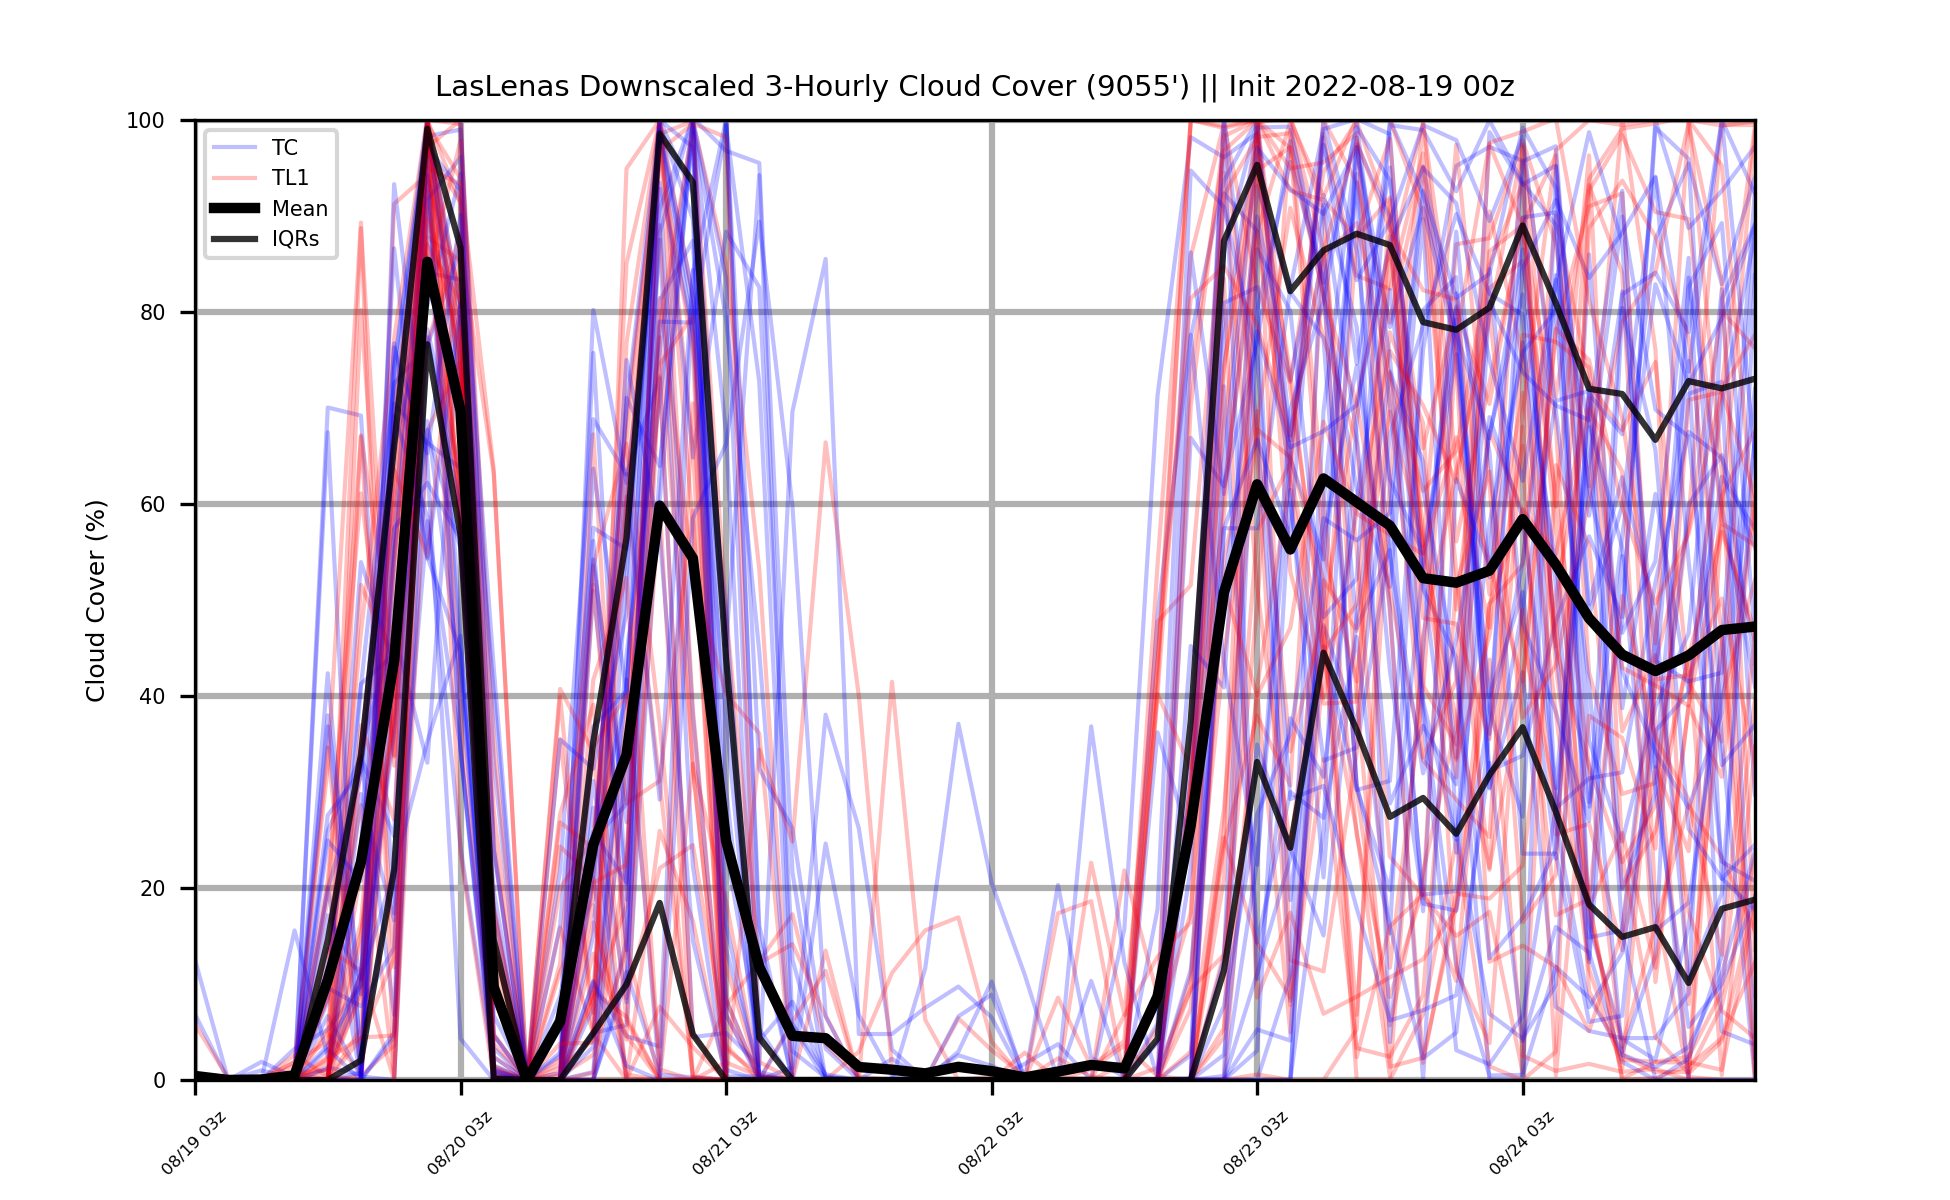 LasLenas Downscaled 3-Hourly Cloud Cover (9055') || Init 2022-08-19 00z
100
80
60
40
20
0
Cloud Cover (%)
TC
TL1
Mean
IQRs
08/19 03z
08/20 03z
08/21 03z
08/22 03z
08/23 03z
08/24 03z